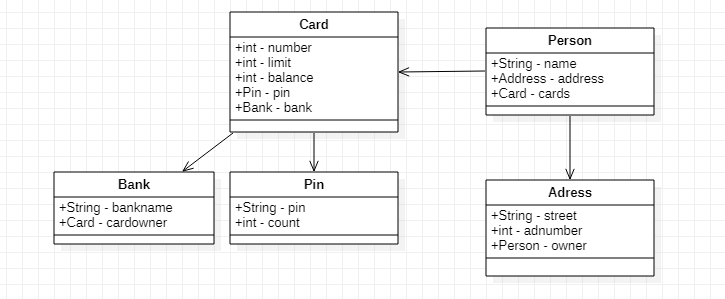 Card
+int - number
+int - limit
+int - balance
+Pin - pin
+Bank - bank
Person
+String - name
+Address - address
+Card - cards
Bank
+String - bankname
+Card - cardowner
Pin
+String - pin
+int - count
Adress
+String - street
+int - adnumber
+Person - owner